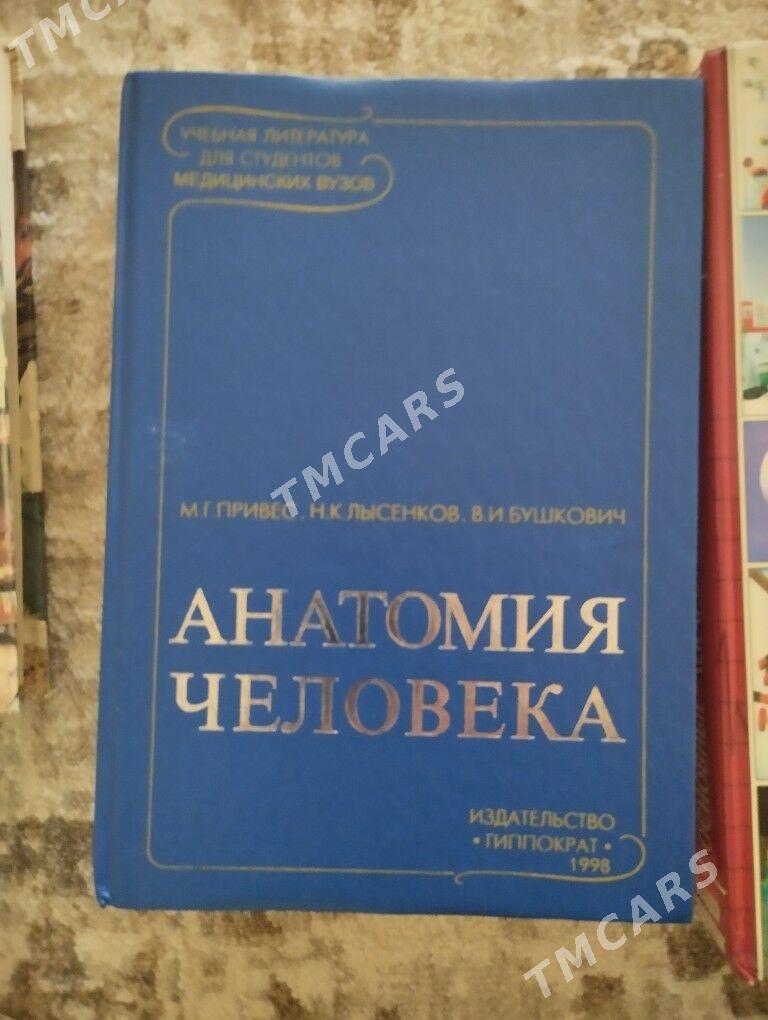 TMCARS
УЧЕБНАЯ ЛИТЕРАТУРА
ДЛЯ СТУДЕНТОВ
МЕДИЦИНСКИХ ВУЗОВ
TMCARS
М.Г.ПРИВЕС. Н.К.ЛЫСЕНКОВ. В.И.БУШКОВИЧ
АНАТОМИЯ
ЧЕЛОВЕКА
ИЗДАТЕЛЬСТВО
•ГИППОКРАТ•
1998
TMCARS